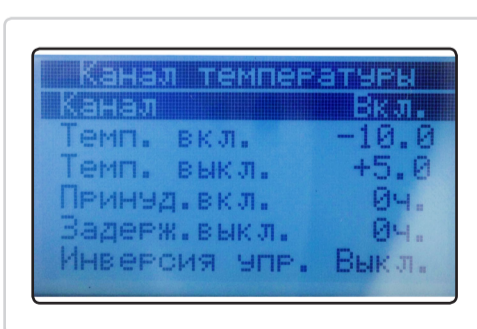 Канал температуры
Канал Вкл.
Темп. вкл. -10.0
Темп. выкл. +5.0
Принуд.вкл. 0ч.
Задерж.выкл. 0ч.
Инверсия упр. Выкл.